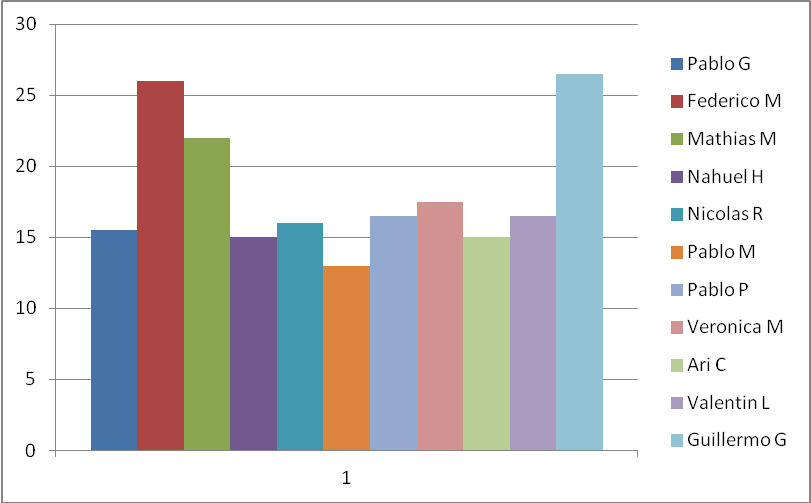 30
25
20
15
10
5
0
1
Pablo G
Federico M
Mathias M
Nahuel H
Nicolas R
Pablo M
Pablo P
Veronica M
Ari C
Valentin L
Guillermo G